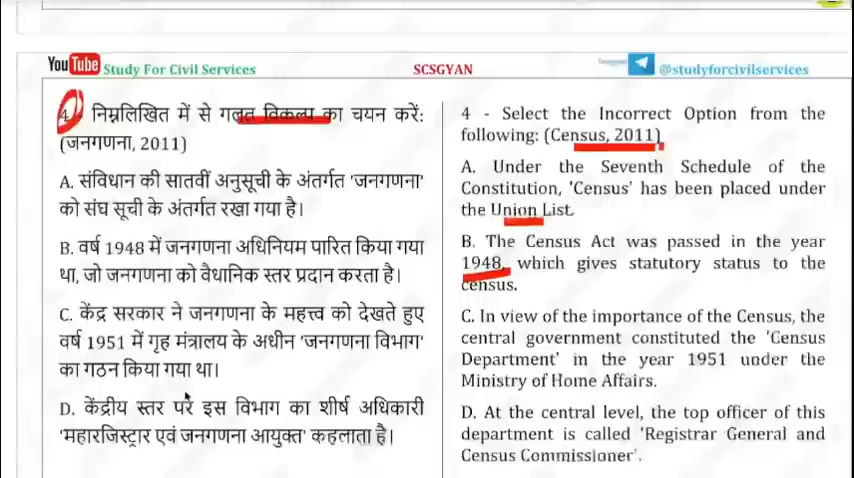 You Tube Study For Civil Services
SCSGYAN
@studyforcivilservices
4 - निम्नलिखित में से गलत विकल्प का चयन करें:
(जनगणना, 2011)
A. संविधान की सातवीं अनुसूची के अंतर्गत 'जनगणना'
को संघ सूची के अंतर्गत रखा गया है।
B. वर्ष 1948 में जनगणना अधिनियम पारित किया गया
था, जो जनगणना को वैधानिक स्तर प्रदान करता है।
C. केंद्र सरकार ने जनगणना के महत्त्व को देखते हुए
वर्ष 1951 में गृह मंत्रालय के अधीन 'जनगणना विभाग'
का गठन किया गया था।
D. केंद्रीय स्तर पर इस विभाग का शीर्ष अधिकारी
'महारजिस्ट्रार एवं जनगणना आयुक्त' कहलाता है।
4 - Select the Incorrect Option from the
following: (Census, 2011)
A. Under the Seventh Schedule of the
Constitution, 'Census' has been placed under
the Union List.
B. The Census Act was passed in the year
1948, which gives statutory status to the
census.
C. In view of the importance of the Census, the
central government constituted the 'Census
Department' in the year 1951 under the
Ministry of Home Affairs.
D. At the central level, the top officer of this
department is called 'Registrar General and
Census Commissioner'.